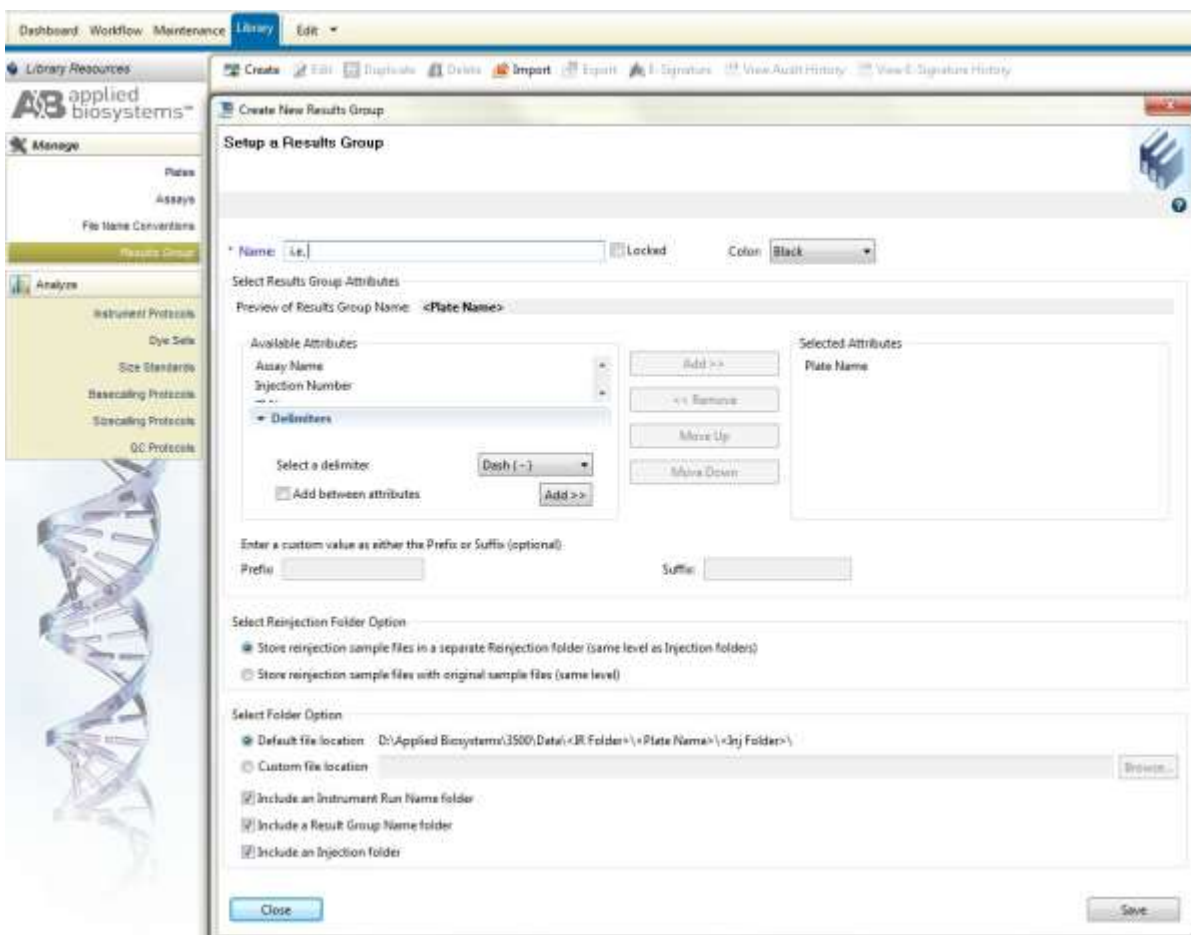 Dashboard Workflow Maintenance Library Edit
Library Resources
Create Edit Duplicate Delete Import Export E-Signature View Audit History View E-Signature History
AB applied biosystems™
Create New Results Group
Manage
Setup a Results Group
Plates
Assays
File Name Conventions
Results Group
* Name: i.e. Locked Color: Black
Analyze
Select Results Group Attributes
Instrument Protocols
Preview of Results Group Name: <Plate Name>
Dye Sets
Available Attributes
Selected Attributes
Size Standards
Assay Name
Add >>
Plate Name
Injection Number
Basecalling Protocols
<< Remove
Sizecalling Protocols
Delimiters
Move Up
QC Protocols
Select a delimiter Dash ( - )
Move Down
Add between attributes Add >>
Enter a custom value as either the Prefix or Suffix (optional)
Prefix: Suffix:
Select Reinjection Folder Option
Store reinjection sample files in a separate Reinjection folder (same level as Injection folders)
Store reinjection sample files with original sample files (same level)
Select Folder Option
Default file location D:\Applied Biosystems\3500\Data\<IR Folder>\<Plate Name>\<Inj Folder>\
Custom file location Browse...
Include an Instrument Run Name folder
Include a Result Group Name folder
Include an Injection folder
Close Save